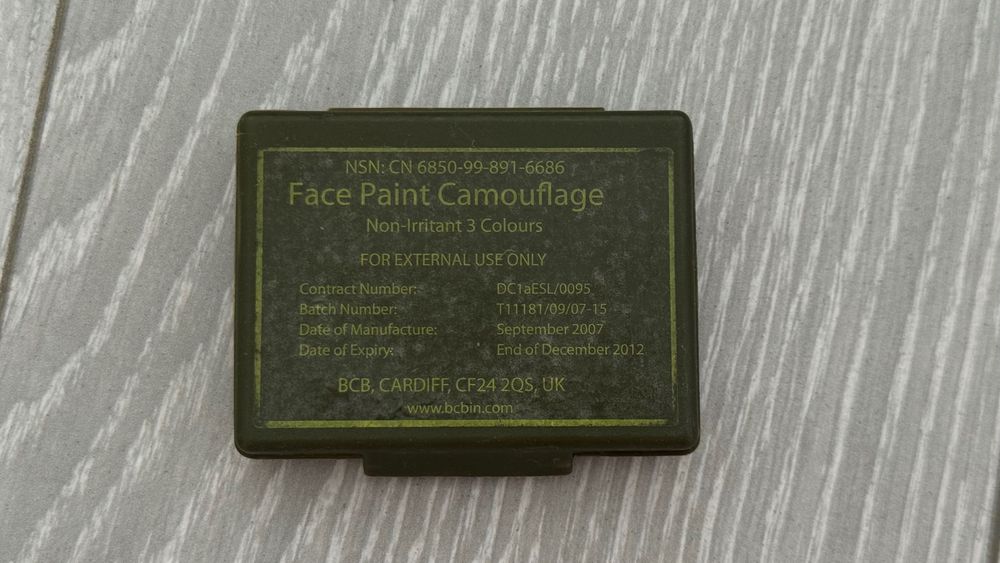 NSN: CN 6850-99-891-6686
Face Paint Camouflage
Non-Irritant 3 Colours
FOR EXTERNAL USE ONLY
Contract Number: DC1aESL/0095
Batch Number: T11181/09/07-15
Date of Manufacture: September 2007
Date of Expiry: End of December 2012
BCB, CARDIFF, CF24 2QS, UK
www.bcbin.com